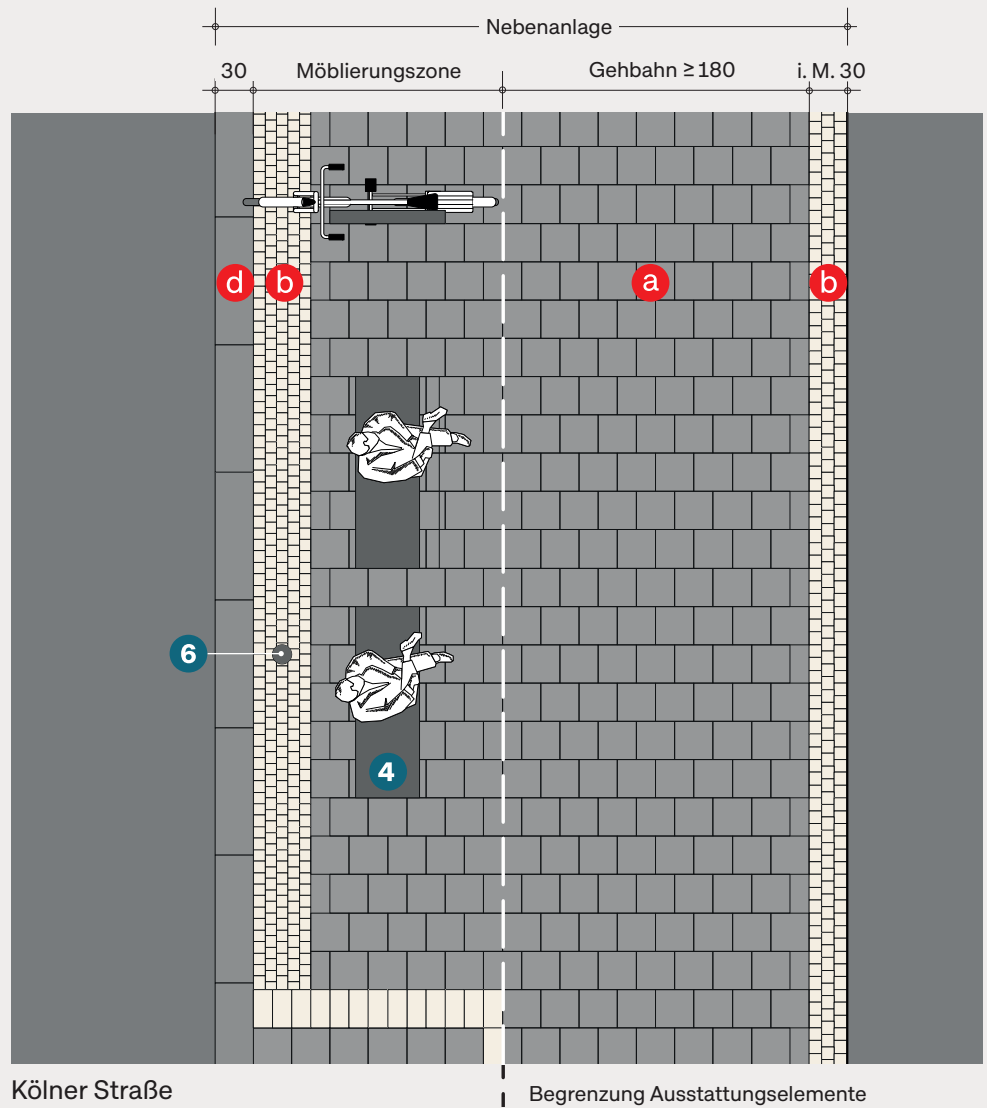 Nebenanlage
30 Möblierungszone Gehbahn ≥ 180 i. M. 30
d b a b
6
4
Kölner Straße
Begrenzung Ausstattungselemente